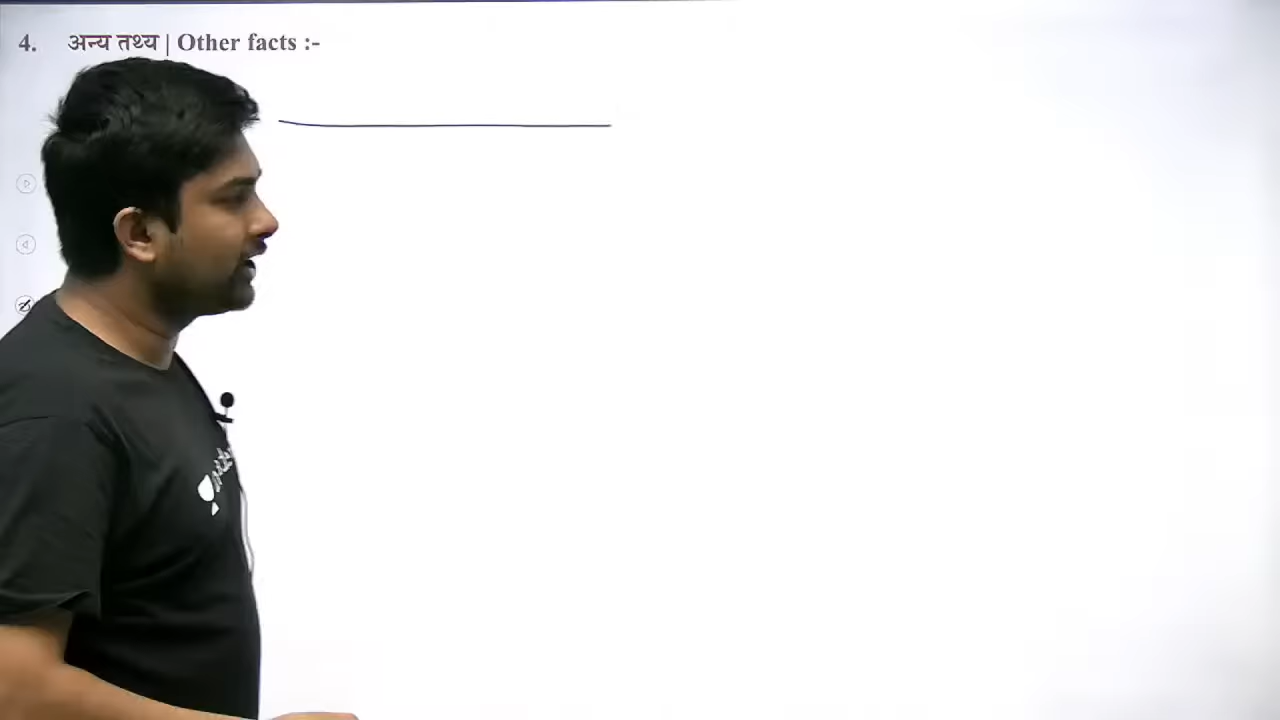 4. अन्य तथ्य | Other facts :-